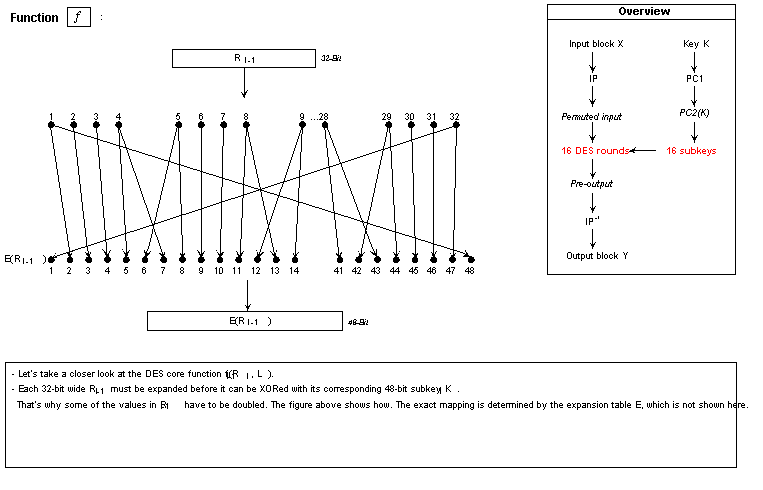 Function f :
R i-1 32-Bit
1 2 3 4 5 6 7 8 9 ...28 29 30 31 32
E(R i-1 )
1 2 3 4 5 6 7 8 9 10 11 12 13 14 41 42 43 44 45 46 47 48
E(R i-1 ) 48-Bit
Overview
Input block X Key K
IP PC1
Permuted input PC2(K)
16 DES rounds 16 subkeys
Pre-output
IP⁻¹
Output block Y
- Let's take a closer look at the DES core function f(R i , L ).
- Each 32-bit wide R i-1 must be expanded before it can be XORed with its corresponding 48-bit subkey K .
That's why some of the values in R have to be doubled. The figure above shows how. The exact mapping is determined by the expansion table E, which is not shown here.